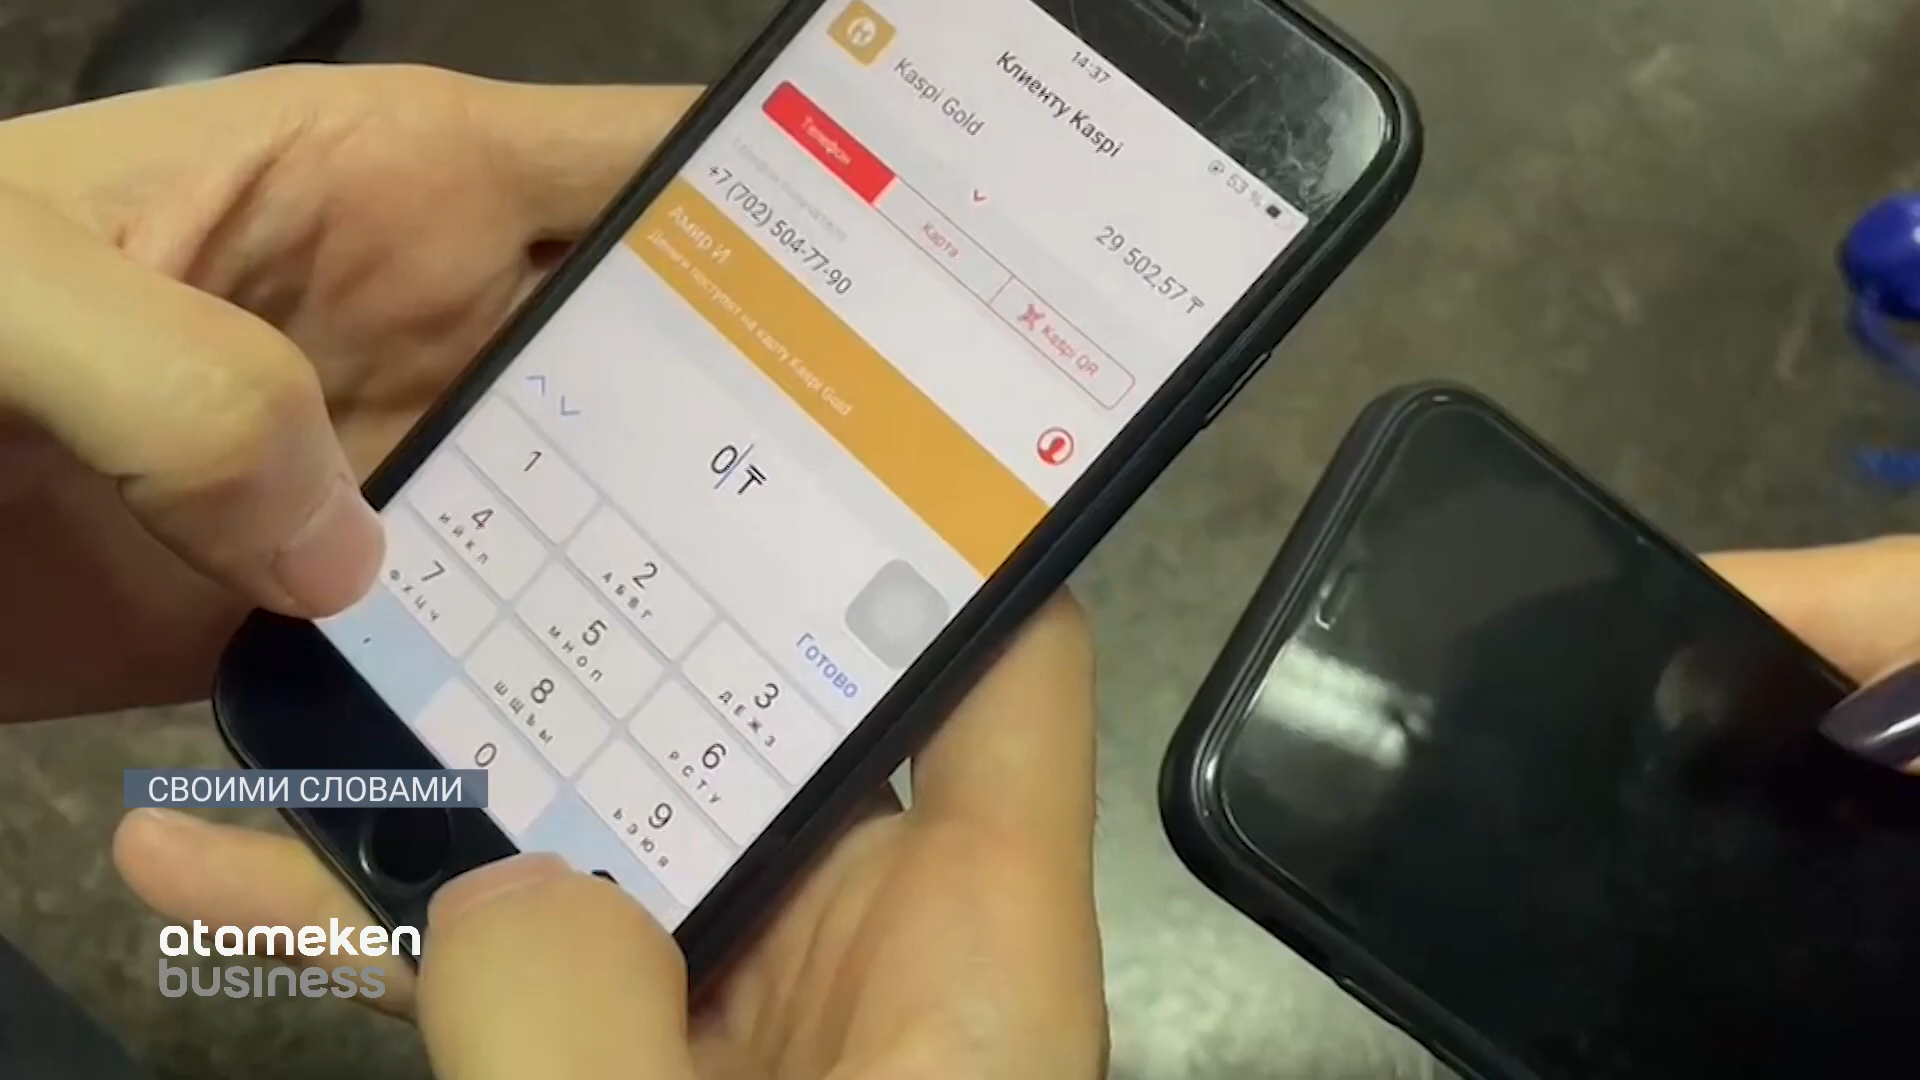 14:37
53 %
Клиенту Kaspi
Kaspi Gold
29 502,57 ₸
Телефон
Карта
Kaspi QR
+7 (702) 504-77-90
Амир И.
Деньги поступят на карту Kaspi Gold
0 ₸
Готово
1
2
АБВГ
3
ДЕЖЗ
4
ИЙКЛ
5
МНОП
6
РСТУ
7
ФХЦЧ
8
ШЩЪЫ
9
ЬЭЮЯ
,
0
СВОИМИ СЛОВАМИ
atameken
business